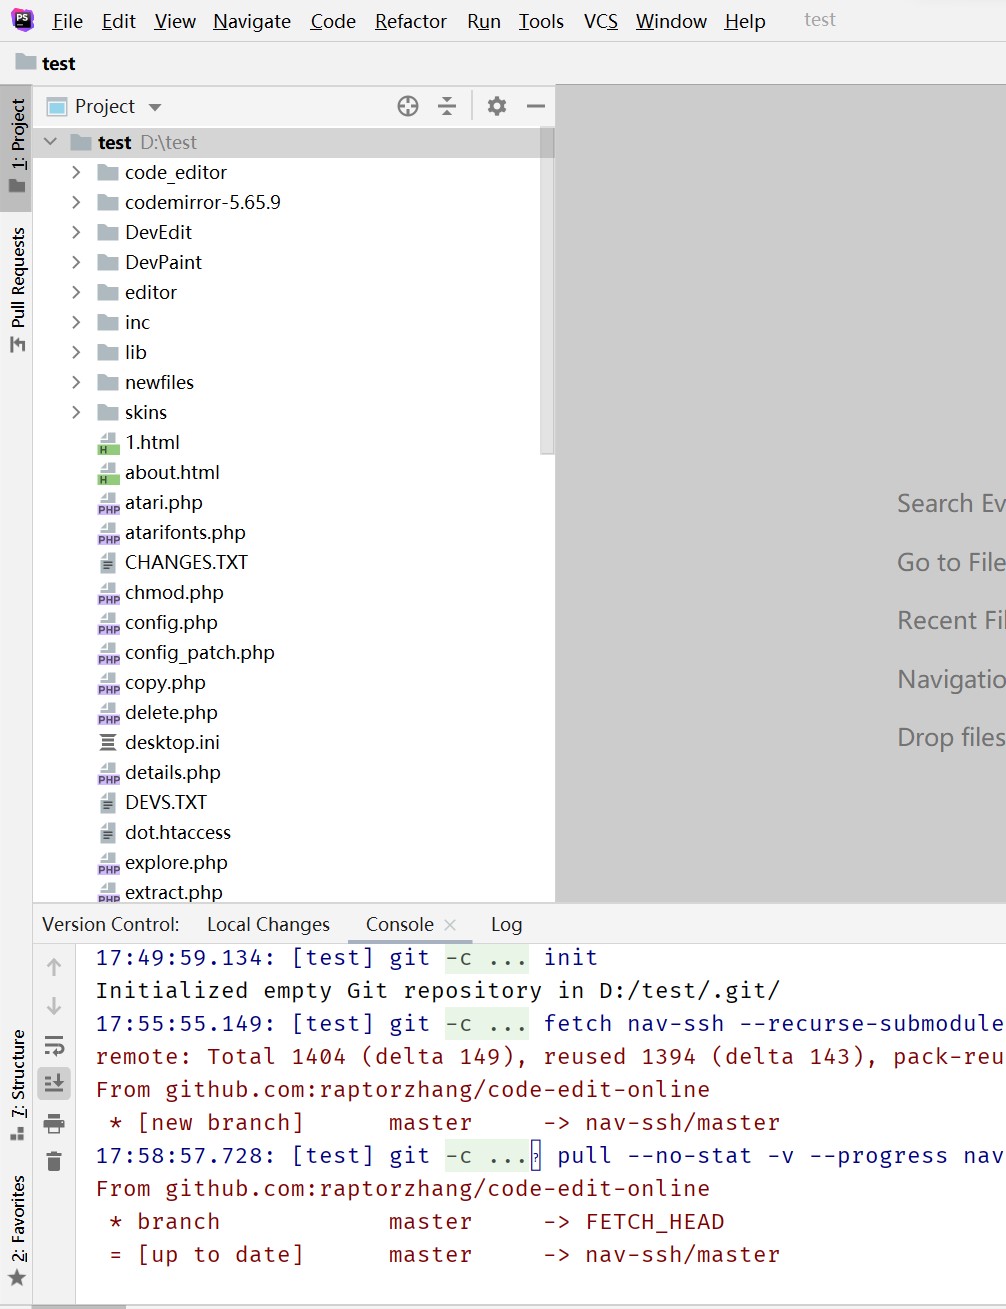 PS File Edit View Navigate Code Refactor Run Tools VCS Window Help test
test
1: Project
Pull Requests
7: Structure
2: Favorites
Project
test D:\test
code_editor
codemirror-5.65.9
DevEdit
DevPaint
editor
inc
lib
newfiles
skins
1.html
about.html
atari.php
atarifonts.php
CHANGES.TXT
chmod.php
config.php
config_patch.php
copy.php
delete.php
desktop.ini
details.php
DEVS.TXT
dot.htaccess
explore.php
extract.php
Search Ev
Go to File
Recent Fil
Navigatio
Drop files
Version Control: Local Changes Console Log
17:49:59.134: [test] git -c ... init
Initialized empty Git repository in D:/test/.git/
17:55:55.149: [test] git -c ... fetch nav-ssh --recurse-submodule
remote: Total 1404 (delta 149), reused 1394 (delta 143), pack-reu
From github.com:raptorzhang/code-edit-online
* [new branch] master -> nav-ssh/master
17:58:57.728: [test] git -c ... pull --no-stat -v --progress nav
From github.com:raptorzhang/code-edit-online
* branch master -> FETCH_HEAD
= [up to date] master -> nav-ssh/master